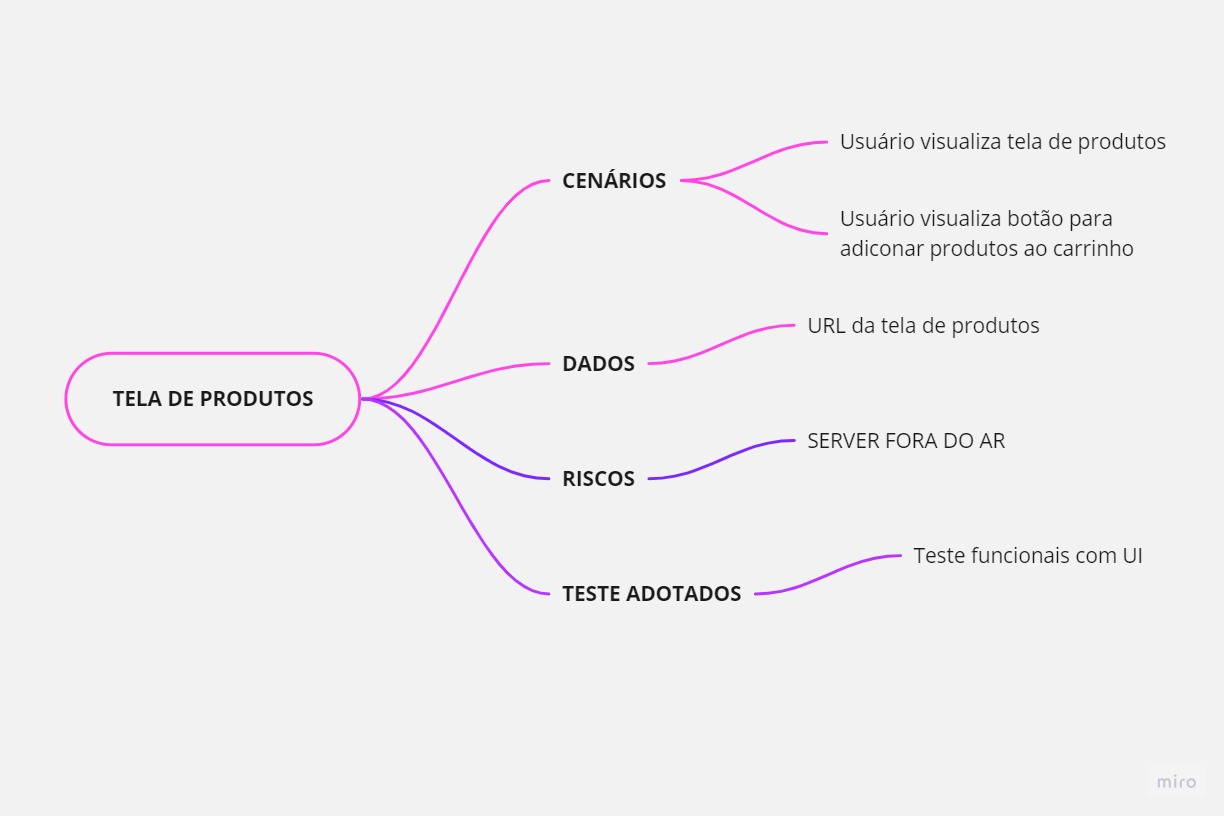 TELA DE PRODUTOS
CENÁRIOS
Usuário visualiza tela de produtos
Usuário visualiza botão para
adiconar produtos ao carrinho
DADOS
URL da tela de produtos
RISCOS
SERVER FORA DO AR
TESTE ADOTADOS
Teste funcionais com UI
miro